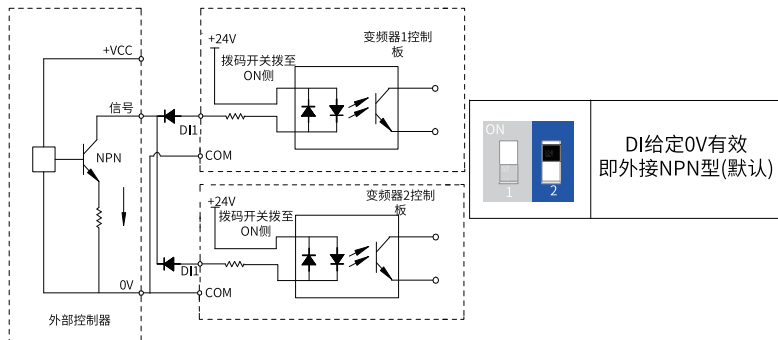 +VCC
信号
NPN
0V
外部控制器
DI1
COM
+24V
拨码开关拨至
ON侧
变频器1控制
板
DI1
COM
+24V
拨码开关拨至
ON侧
变频器2控制
板
ON
1
2
DI给定0V有效
即外接NPN型(默认)